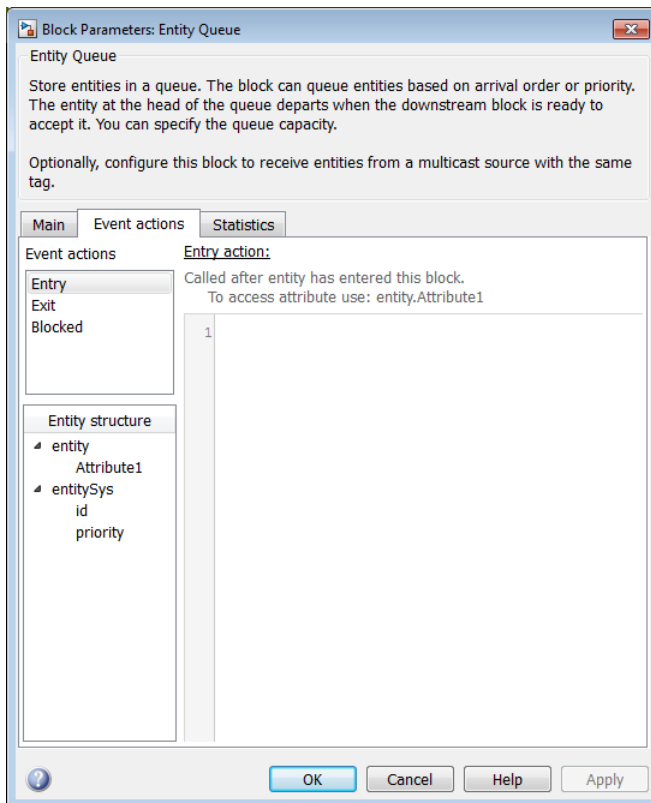 Block Parameters: Entity Queue
Entity Queue
Store entities in a queue. The block can queue entities based on arrival order or priority.
The entity at the head of the queue departs when the downstream block is ready to
accept it. You can specify the queue capacity.
Optionally, configure this block to receive entities from a multicast source with the same
tag.
Main Event actions Statistics
Event actions
Entry
Exit
Blocked
Entity structure
entity
Attribute1
entitySys
id
priority
Entry action:
Called after entity has entered this block.
To access attribute use: entity.Attribute1
1
? OK Cancel Help Apply